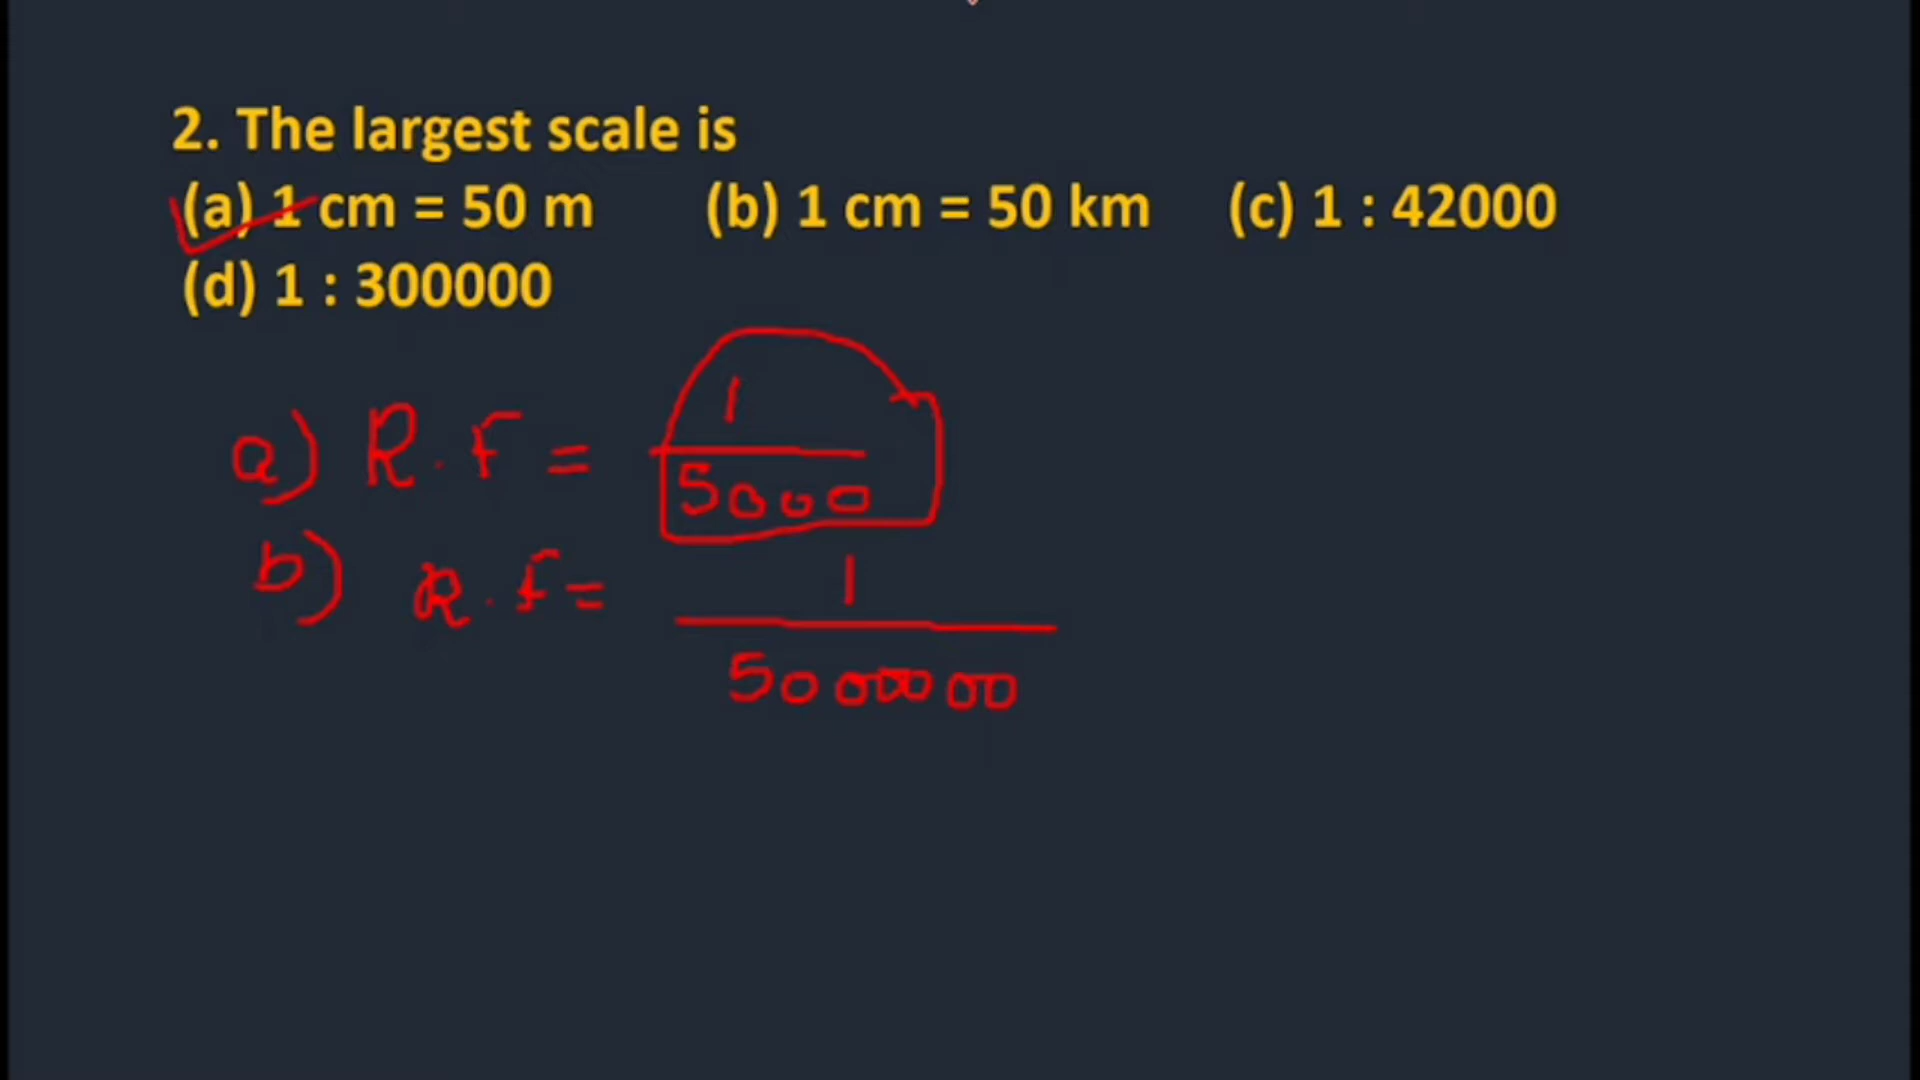 2. The largest scale is
(a) 1 cm = 50 m (b) 1 cm = 50 km (c) 1 : 42000
(d) 1 : 300000
a) R.F = 1
5000
b) R.F = 1
5000000